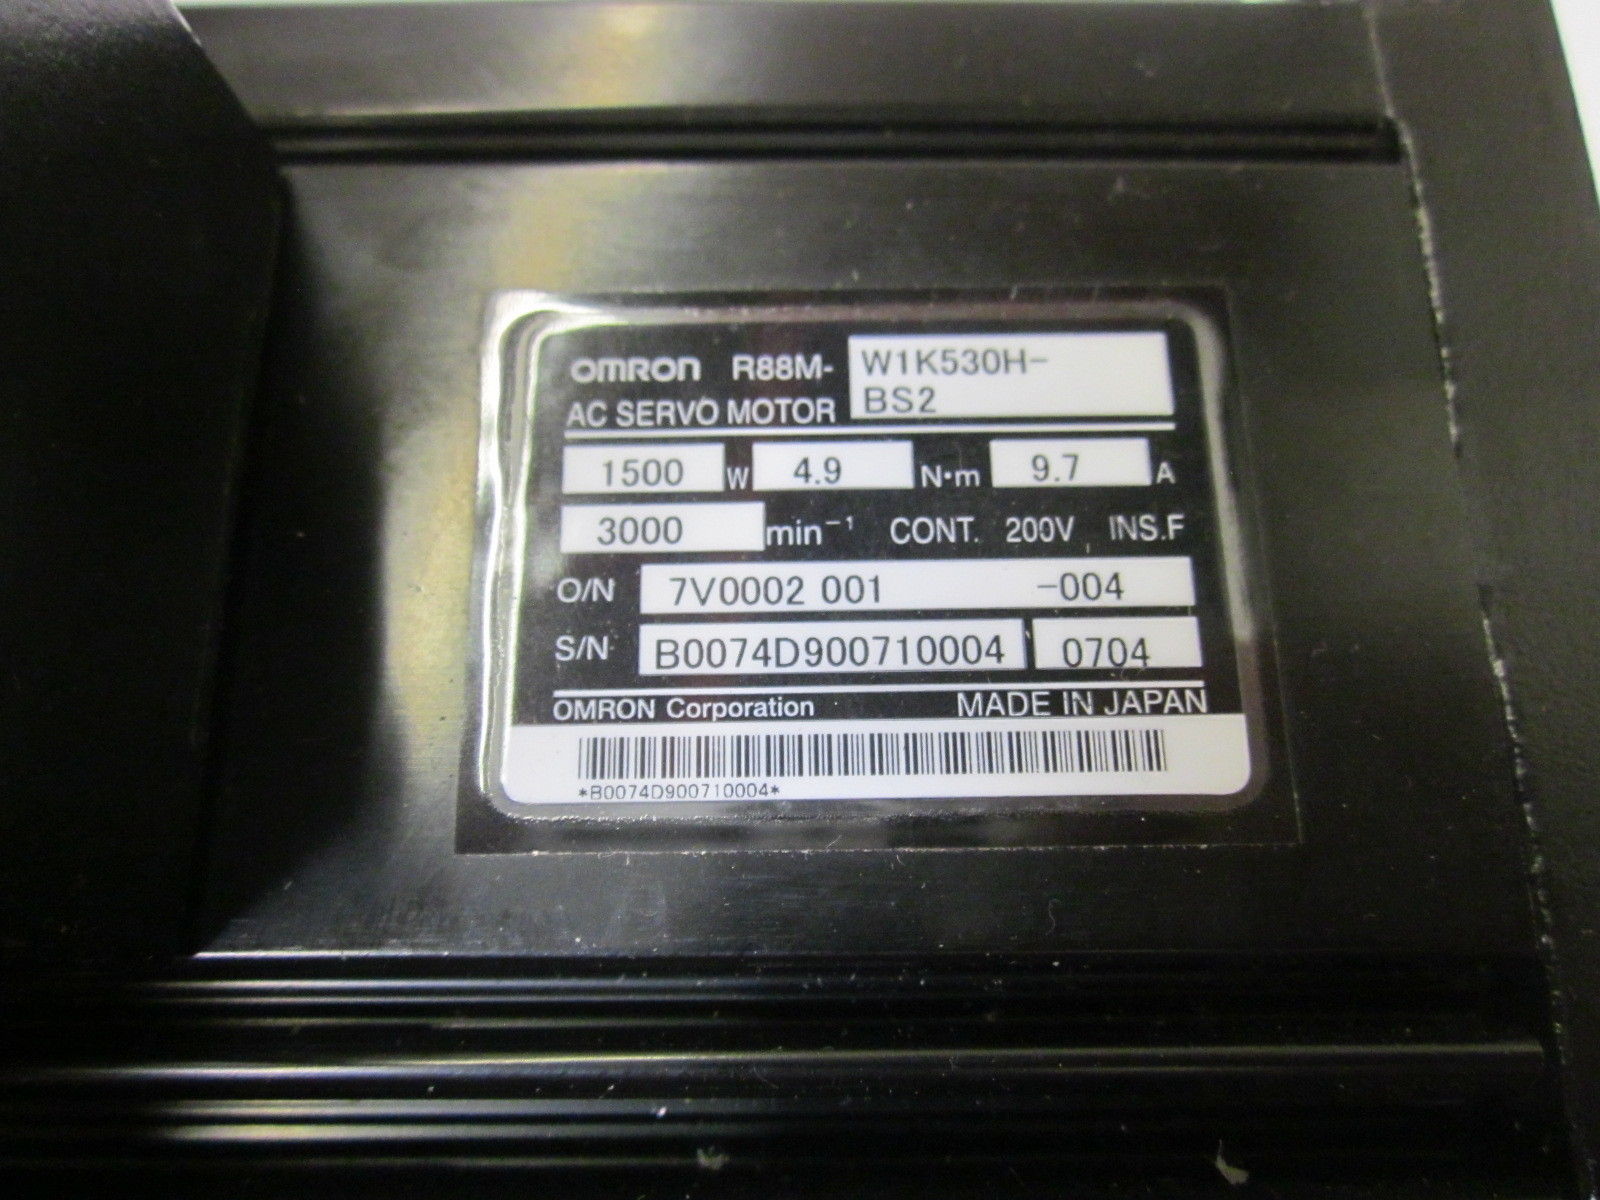 OMRON R88M- W1K530H-
AC SERVO MOTOR BS2
1500 W 4.9 N·m 9.7 A
3000 min⁻¹ CONT. 200V INS.F
O/N 7V0002 001 -004
S/N B0074D900710004 0704
OMRON Corporation MADE IN JAPAN
*B0074D900710004*